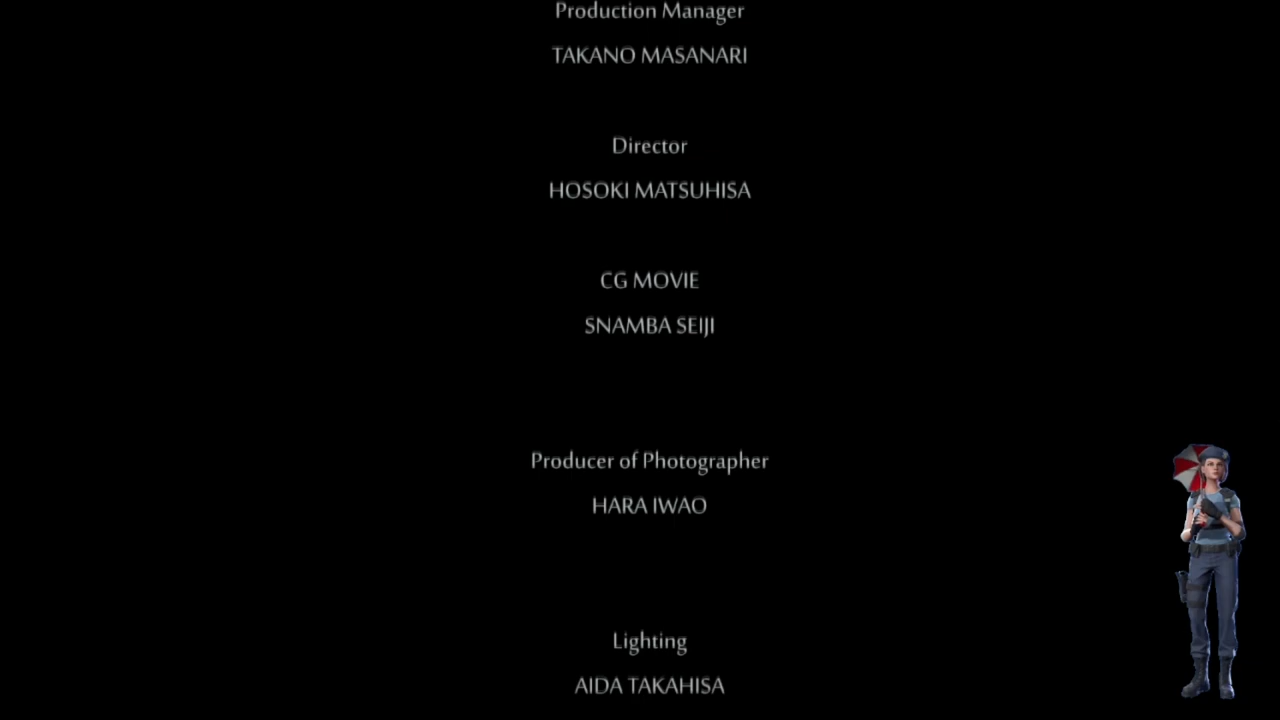 Production Manager
TAKANO MASANARI
Director
HOSOKI MATSUHISA
CG MOVIE
SNAMBA SEIJI
Producer of Photographer
HARA IWAO
Lighting
AIDA TAKAHISA